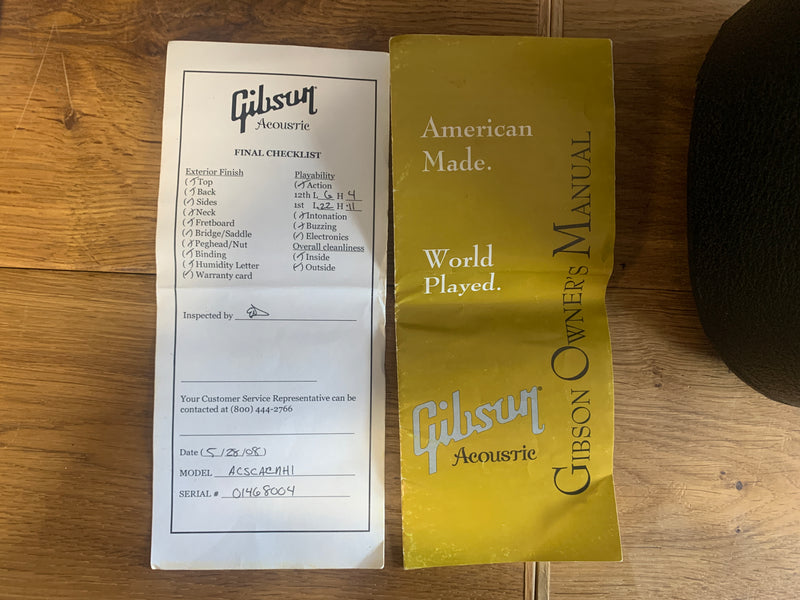 Gibson
Acoustic
FINAL CHECKLIST
Exterior Finish
(✓) Top
(✓) Back
(✓) Sides
(✓) Neck
(✓) Fretboard
(✓) Bridge/Saddle
(✓) Peghead/Nut
(✓) Binding
(✓) Humidity Letter
(✓) Warranty card
Playability
(✓) Action
12th L 6 H 4
1st L .22 H .11
(✓) Intonation
(✓) Buzzing
(✓) Electronics
Overall cleanliness
(✓) Inside
(✓) Outside
Inspected by
Your Customer Service Representative can be
contacted at (800) 444-2766
Date (5/28/08)
MODEL ACSCACNH1
SERIAL # 01468004
American
Made.
World
Played.
Gibson
Acoustic
GIBSON OWNER'S MANUAL